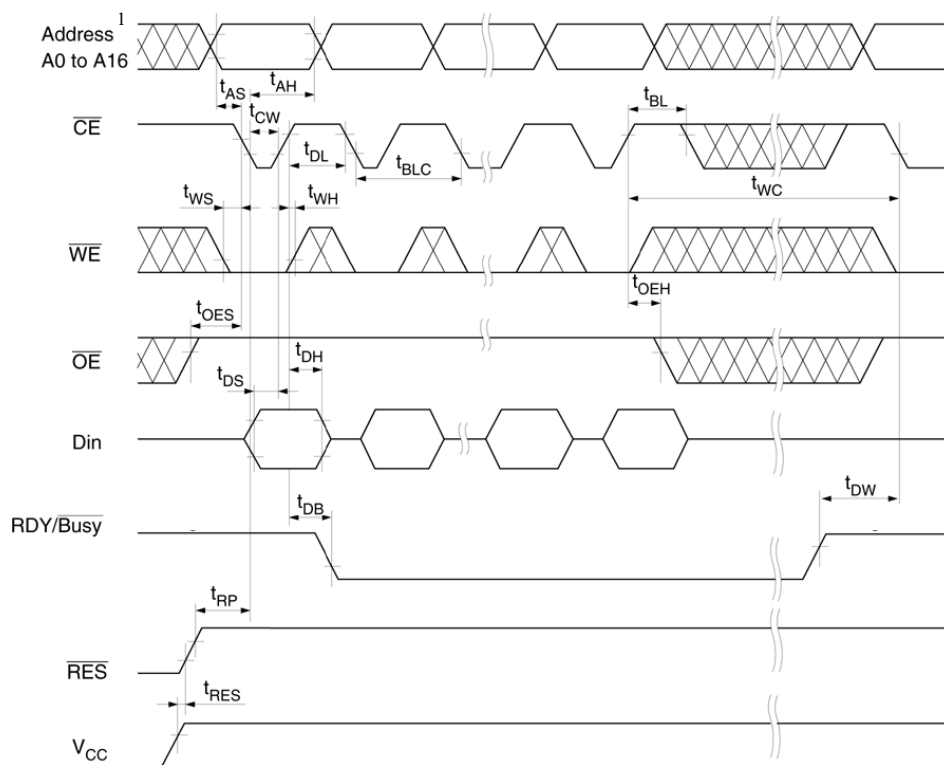 Address 1
A0 to A16
tAH
tAS
tCW
tBL
CE
tDL
tBLC
tWC
tWS
tWH
WE
tOEH
tOES
OE
tDH
tDS
Din
tDW
tDB
RDY/Busy
tRP
RES
tRES
VCC